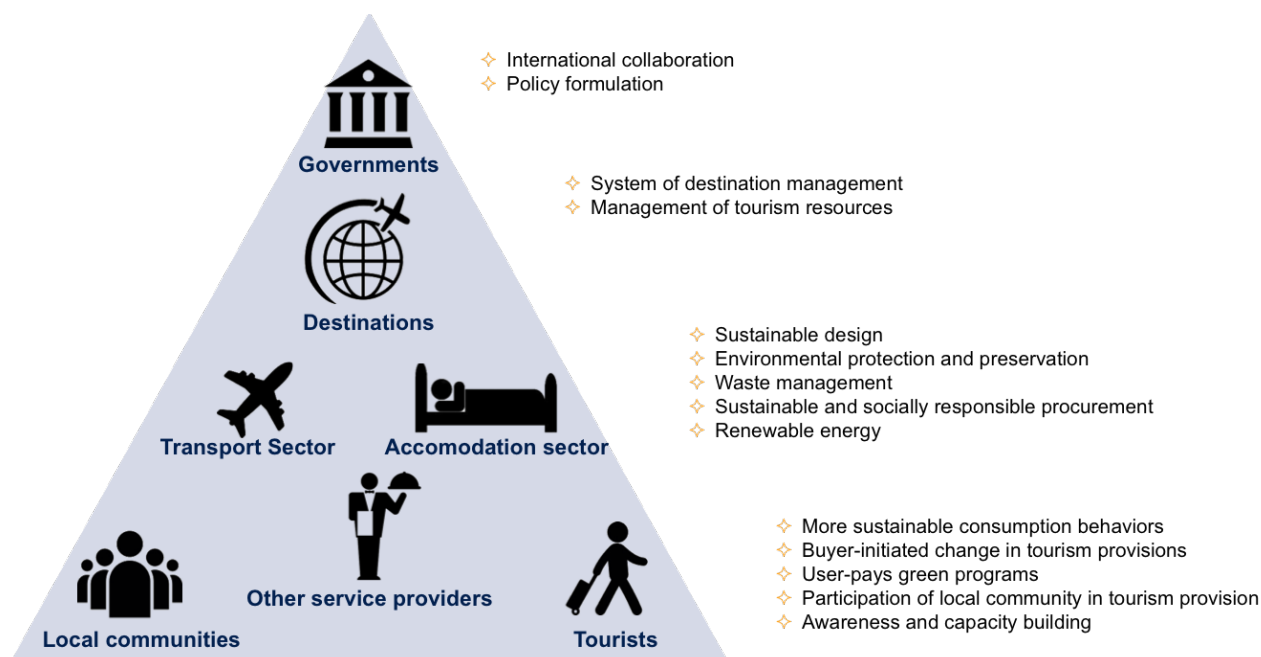 International collaboration
Policy formulation
Governments
System of destination management
Management of tourism resources
Destinations
Sustainable design
Environmental protection and preservation
Waste management
Sustainable and socially responsible procurement
Renewable energy
Transport Sector
Accomodation sector
More sustainable consumption behaviors
Buyer-initiated change in tourism provisions
User-pays green programs
Participation of local community in tourism provision
Awareness and capacity building
Other service providers
Local communities
Tourists